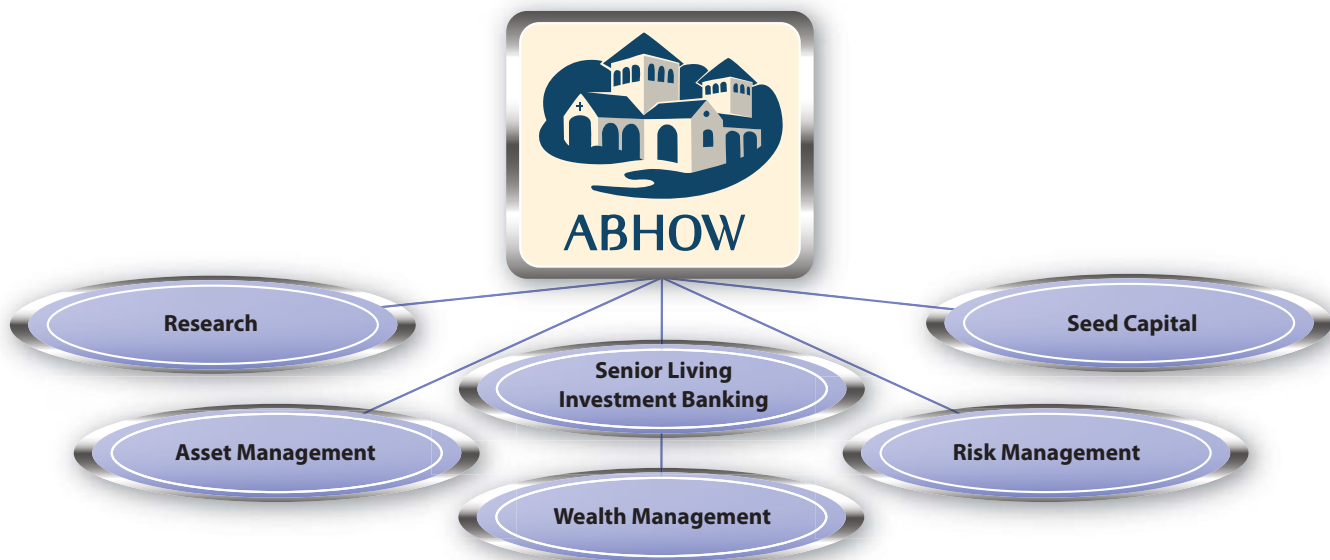 ABHOW
Research
Seed Capital
Senior Living
Investment Banking
Asset Management
Risk Management
Wealth Management